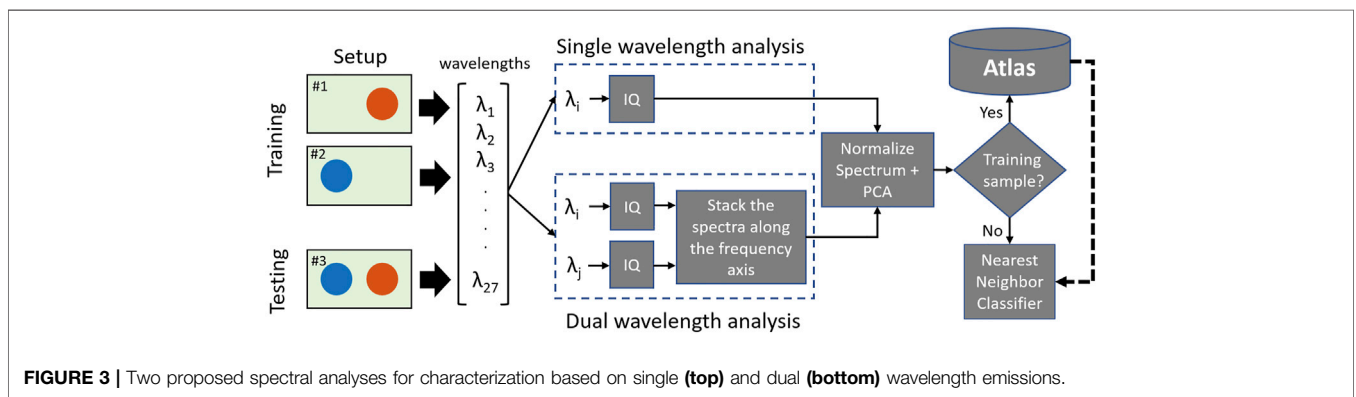 Setup
Training
#1
#2
Testing
#3
wavelengths
λ1
λ2
λ3
.
.
.
.
λ27
Single wavelength analysis
λi
IQ
λi
IQ
λj
IQ
Stack the
spectra along
the frequency
axis
Dual wavelength analysis
Normalize
Spectrum +
PCA
Atlas
Yes
Training
sample?
No
Nearest
Neighbor
Classifier
FIGURE 3 | Two proposed spectral analyses for characterization based on single (top) and dual (bottom) wavelength emissions.